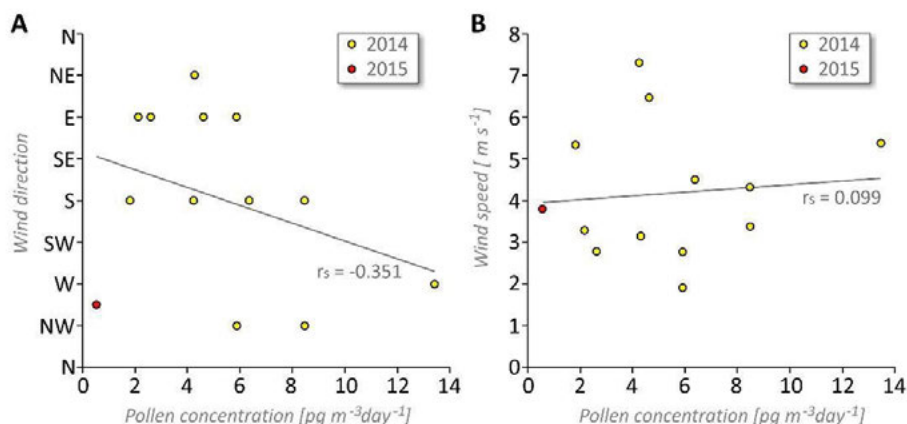 A
N
NE
E
SE
S
SW
W
NW
N
Wind direction
2014
2015
rs = -0.351
0 2 4 6 8 10 12 14
Pollen concentration [pg m-3day-1]
B
8
7
6
5
4
3
2
1
0
Wind speed [ m s-1]
2014
2015
rs = 0.099
0 2 4 6 8 10 12 14
Pollen concentration [pg m-3day-1]